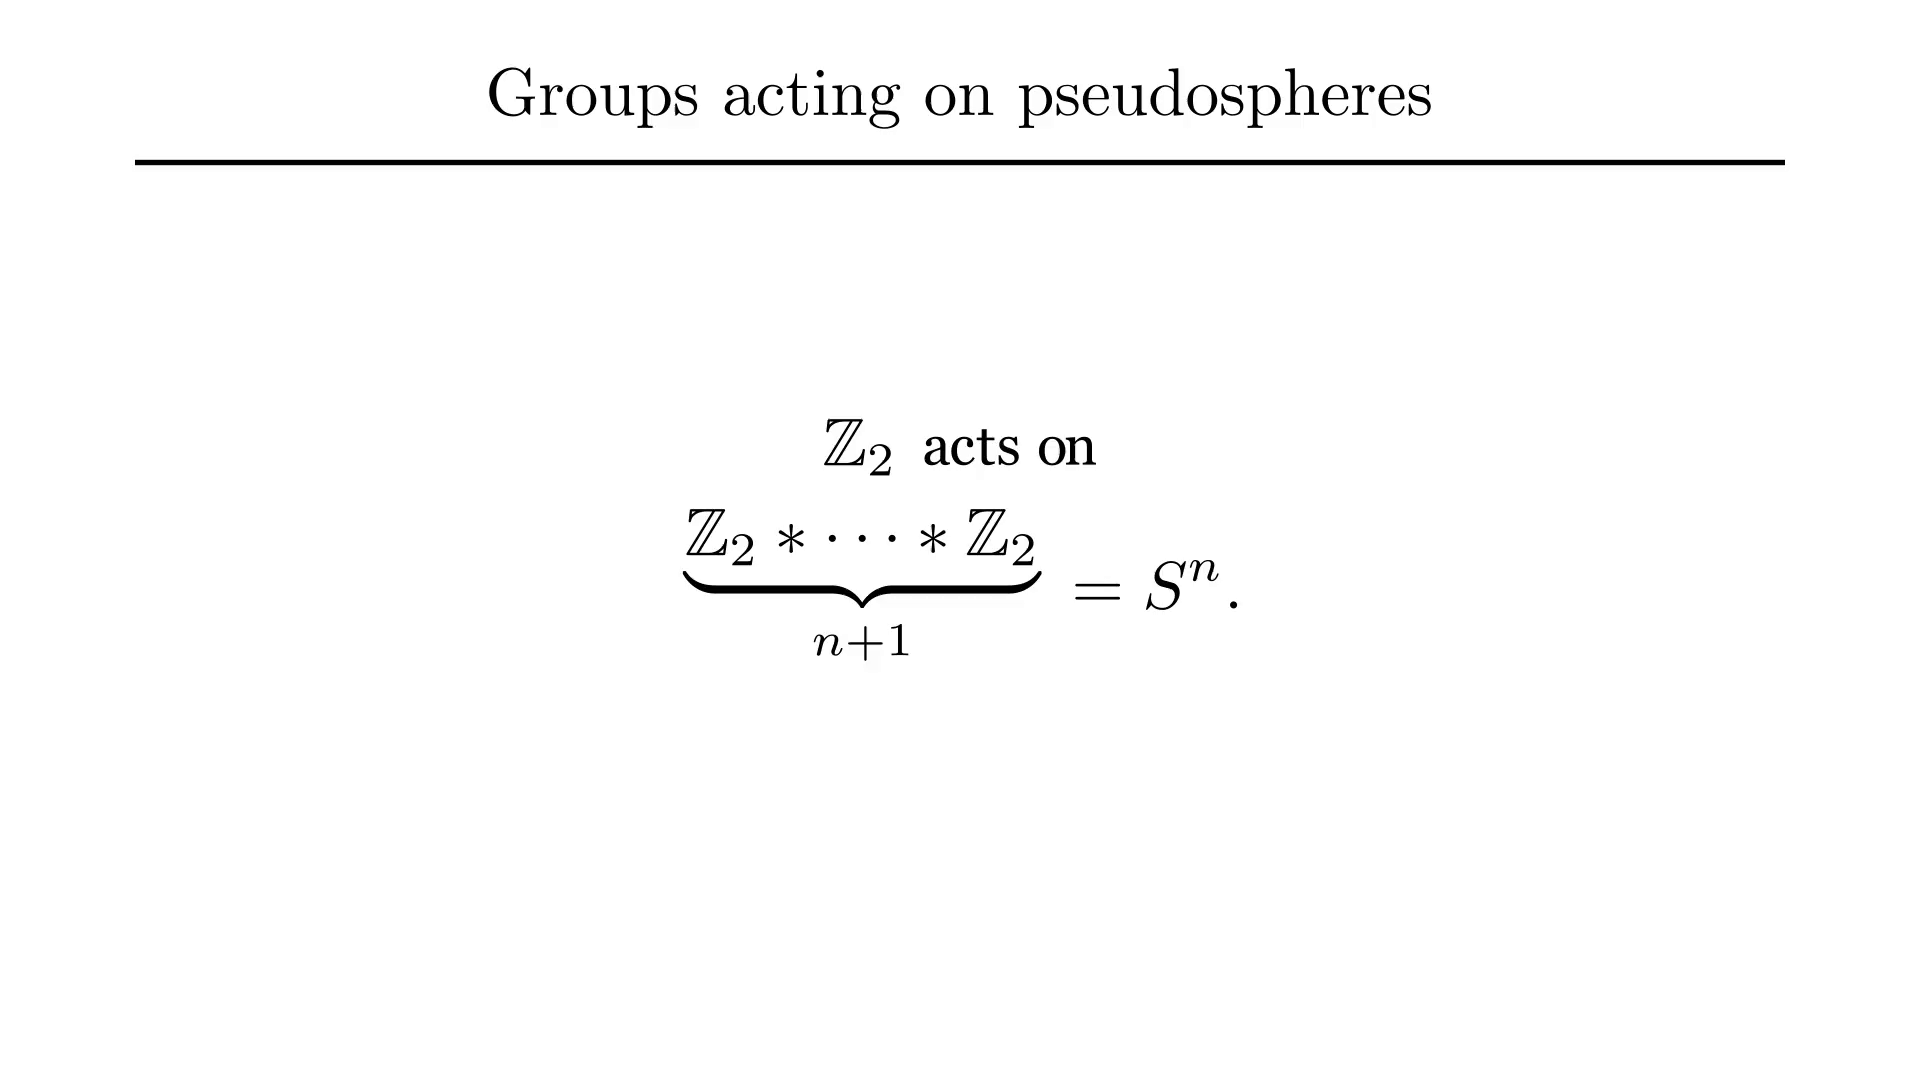 Groups acting on pseudospheres
ℤ₂ acts on
ℤ₂ ∗ ⋯ ∗ ℤ₂ = Sⁿ.
n+1